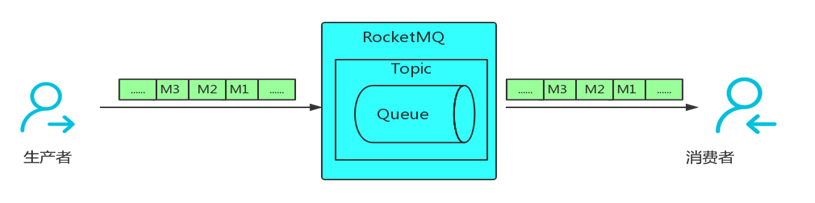 RocketMQ
Topic
...... M3 M2 M1 ......
Queue
...... M3 M2 M1 ......
生产者
消费者